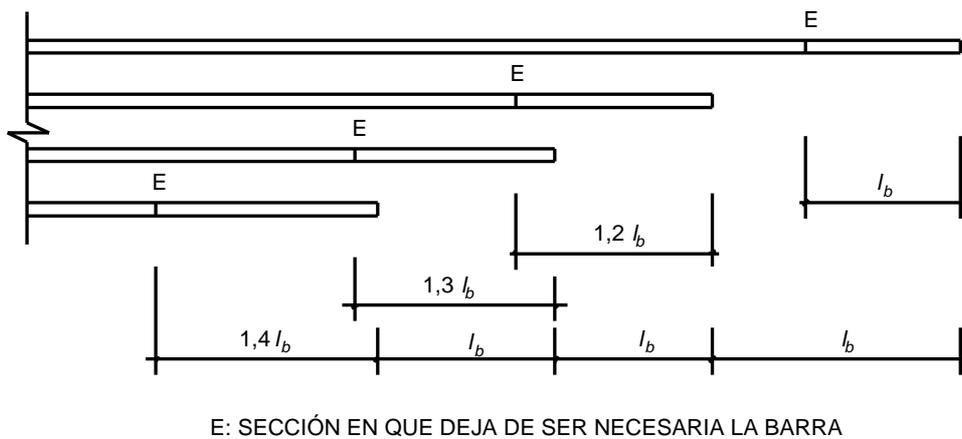 E
E
E
E
l_b
1,2 l_b
1,3 l_b
1,4 l_b
l_b
l_b
l_b
E: SECCIÓN EN QUE DEJA DE SER NECESARIA LA BARRA